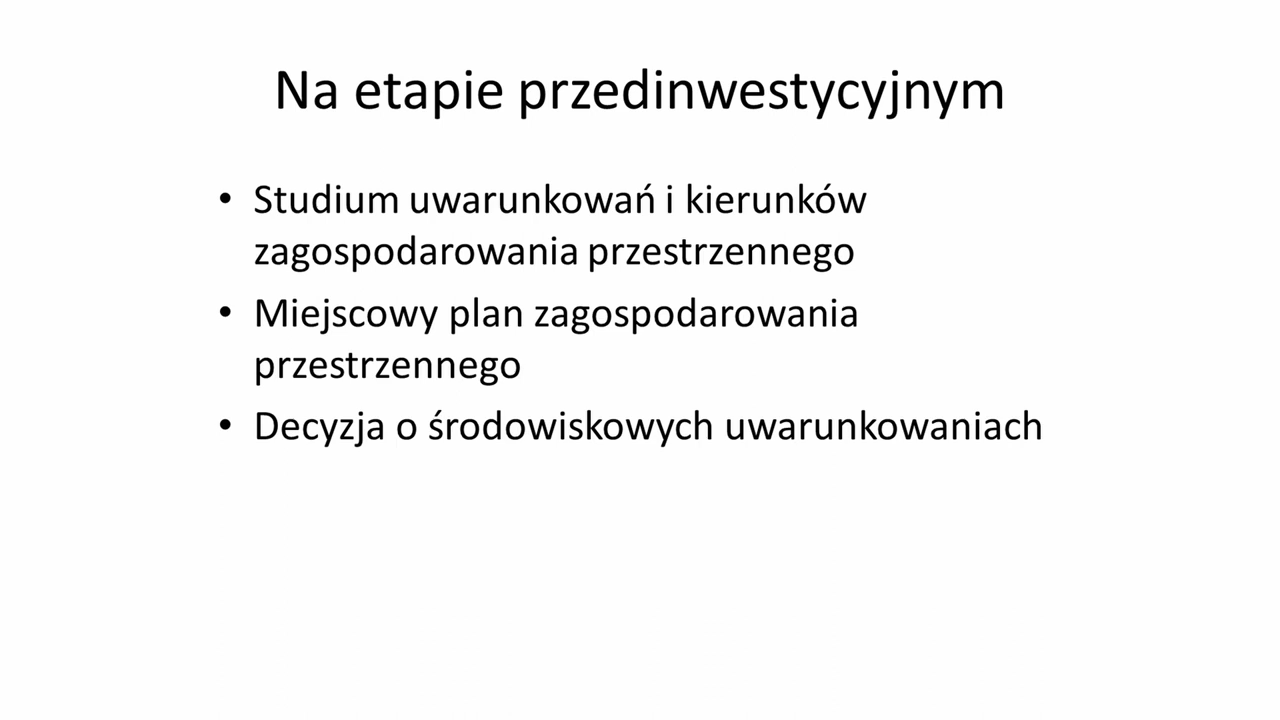 Na etapie przedinwestycyjnym
• Studium uwarunkowań i kierunków
zagospodarowania przestrzennego
• Miejscowy plan zagospodarowania
przestrzennego
• Decyzja o środowiskowych uwarunkowaniach